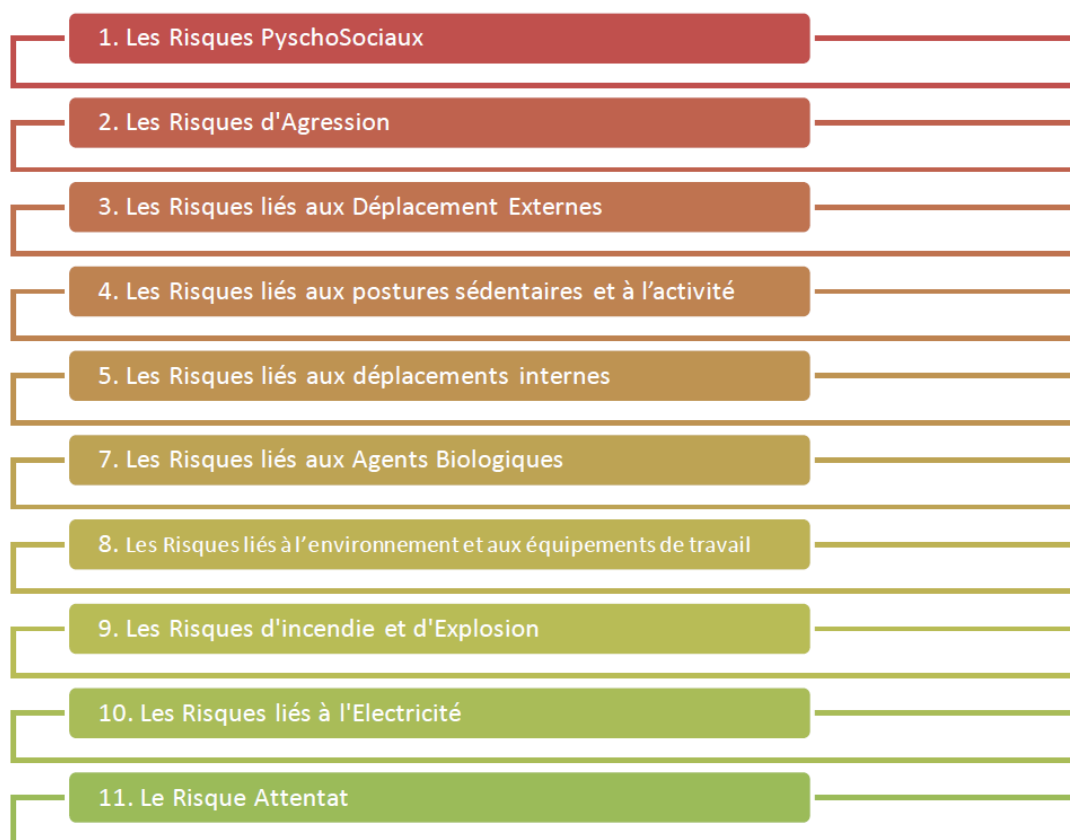 1. Les Risques PyschoSociaux
2. Les Risques d'Agression
3. Les Risques liés aux Déplacement Externes
4. Les Risques liés aux postures sédentaires et à l’activité
5. Les Risques liés aux déplacements internes
7. Les Risques liés aux Agents Biologiques
8. Les Risques liés à l’environnement et aux équipements de travail
9. Les Risques d'incendie et d'Explosion
10. Les Risques liés à l'Electricité
11. Le Risque Attentat